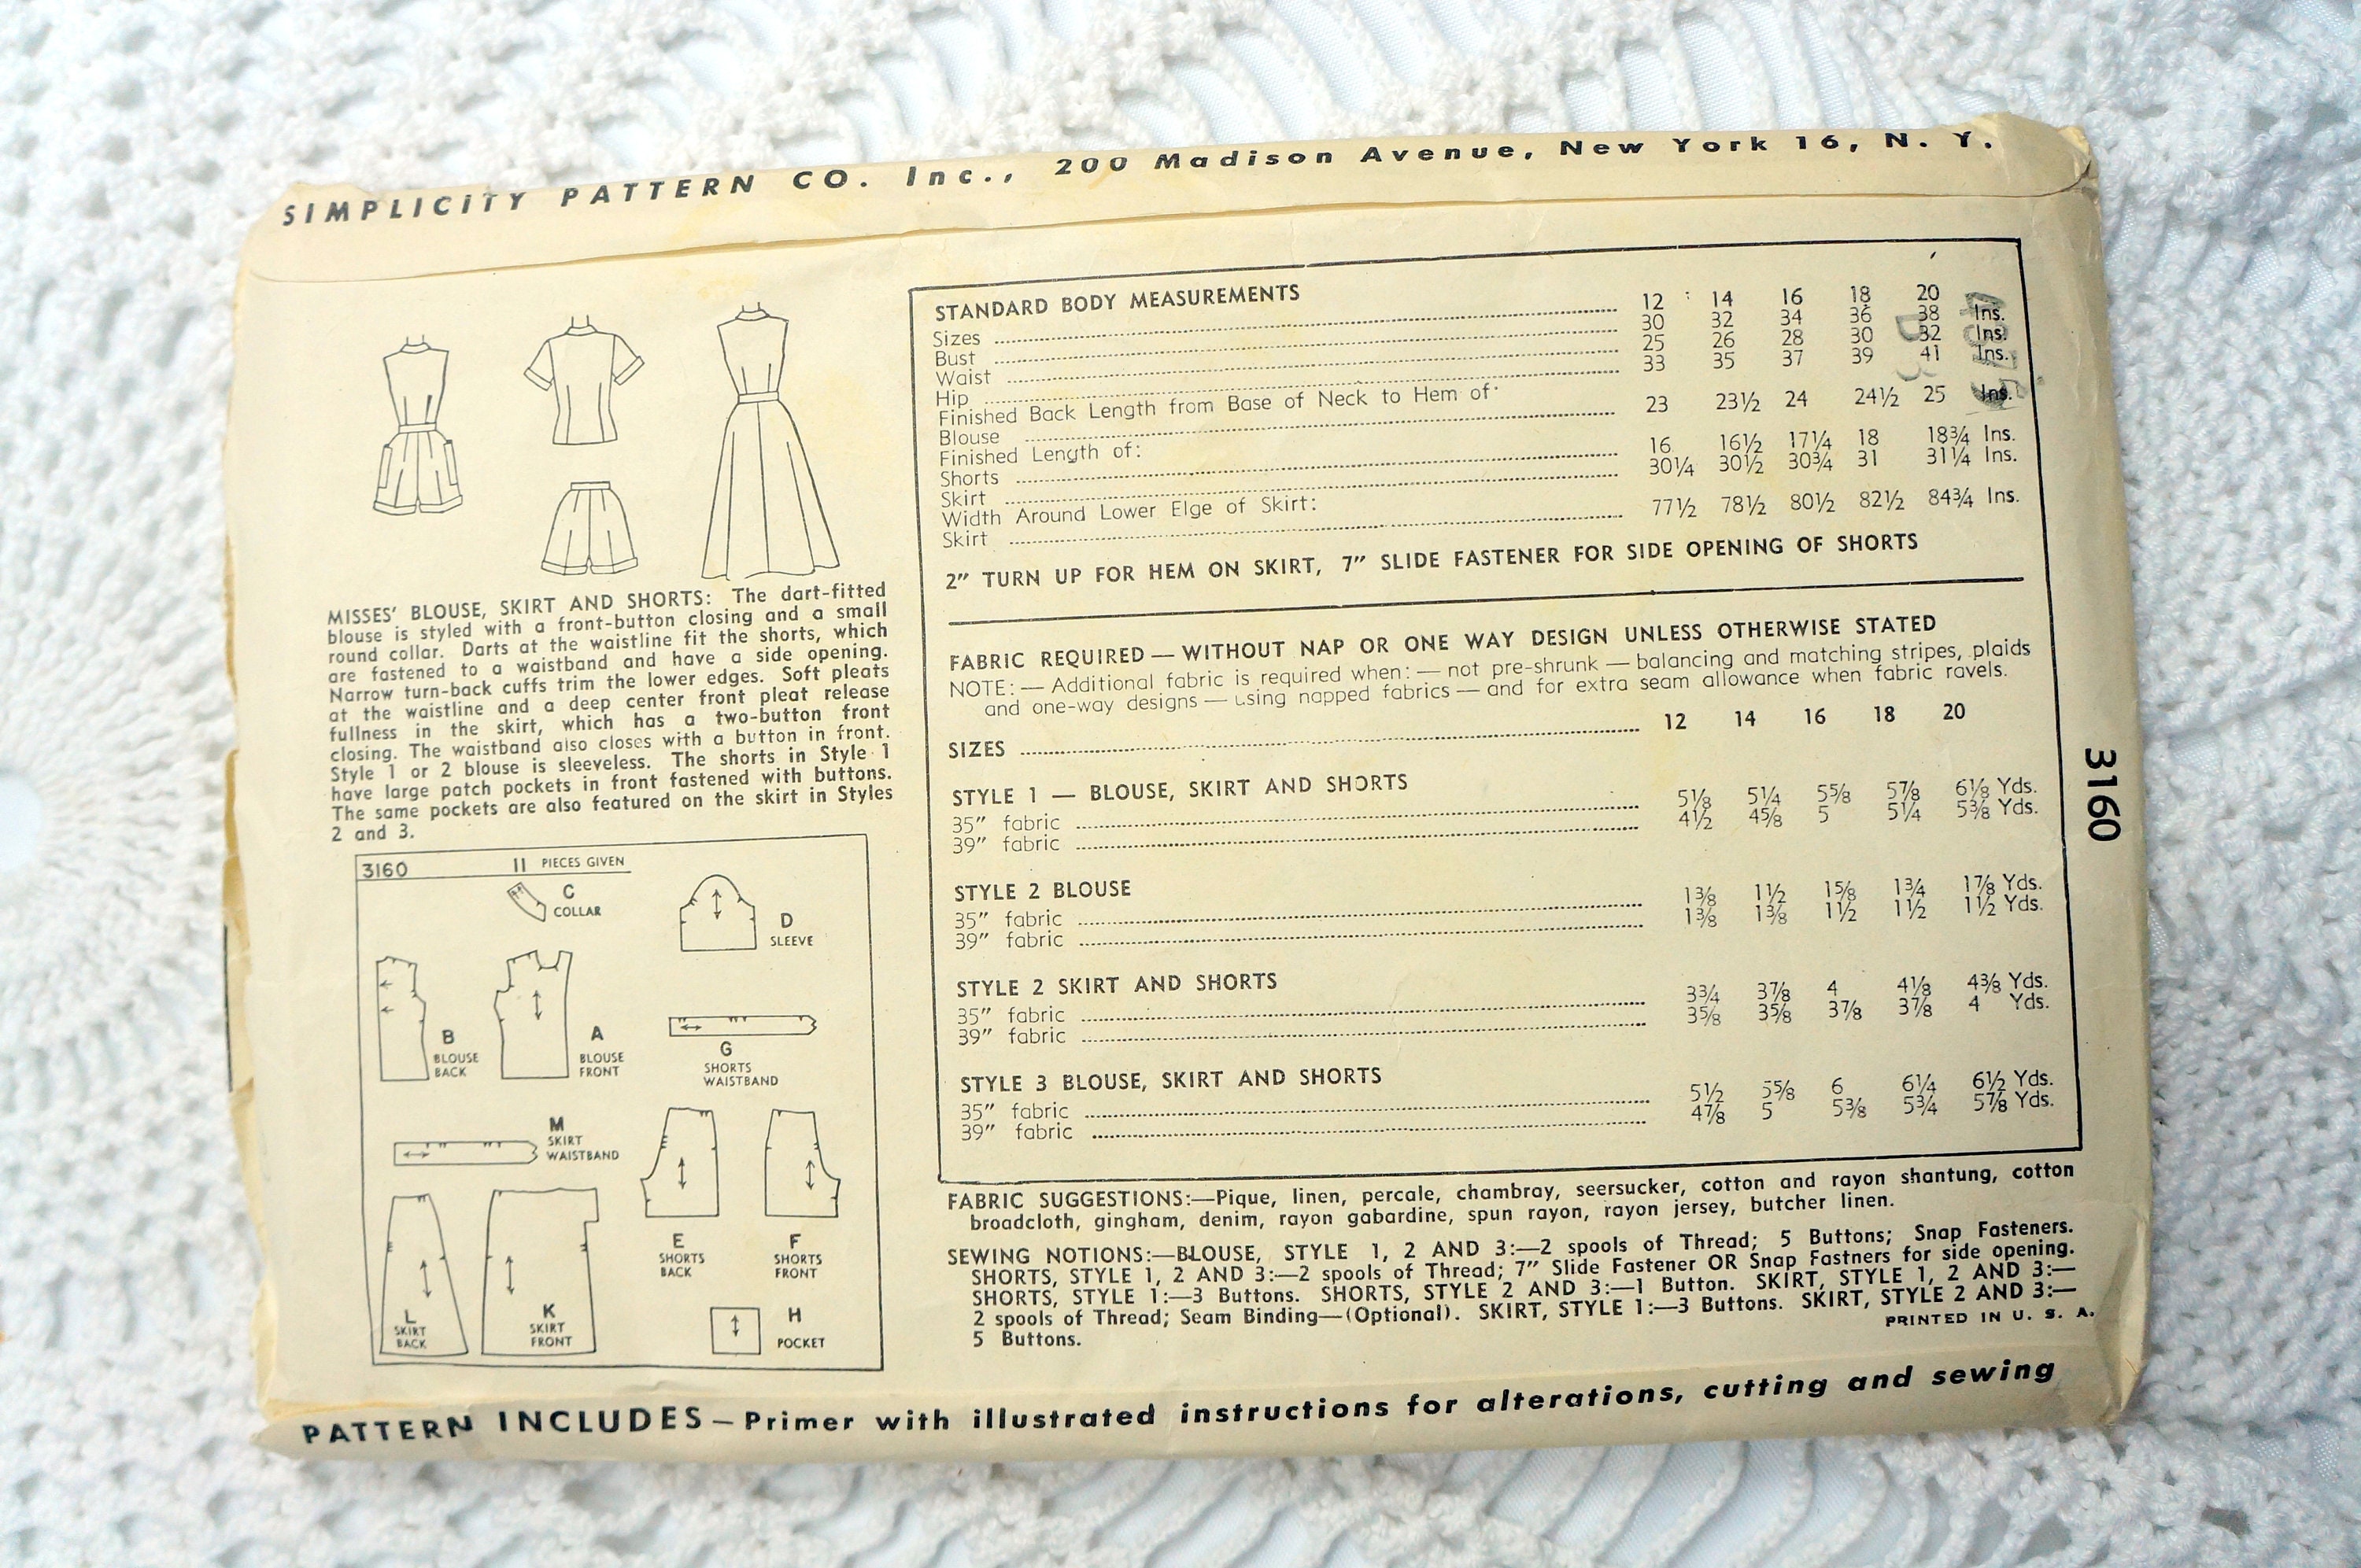 SIMPLICITY PATTERN CO. Inc., 200 Madison Avenue, New York 16, N. Y.
MISSES' BLOUSE, SKIRT AND SHORTS: The dart-fitted
blouse is styled with a front-button closing and a small
round collar. Darts at the waistline fit the shorts, which
are fastened to a waistband and have a side opening.
Narrow turn-back cuffs trim the lower edges. Soft pleats
at the waistline and a deep center front pleat release
fullness in the skirt, which has a two-button front
closing. The waistband also closes with a button in front.
Style 1 or 2 blouse is sleeveless. The shorts in Style 1
have large patch pockets in front fastened with buttons.
The same pockets are also featured on the skirt in Styles
2 and 3.
3160 11 PIECES GIVEN
C
COLLAR
D
SLEEVE
B
BLOUSE
BACK
A
BLOUSE
FRONT
G
SHORTS
WAISTBAND
M
SKIRT
WAISTBAND
E
SHORTS
BACK
F
SHORTS
FRONT
L
SKIRT
BACK
K
SKIRT
FRONT
H
POCKET
STANDARD BODY MEASUREMENTS
Sizes 12 14 16 18 20
Bust 30 32 34 36 38 Ins.
Waist 25 26 28 30 32 Ins.
Hip 33 35 37 39 41 Ins.
Finished Back Length from Base of Neck to Hem of
Blouse 23 23½ 24 24½ 25 Ins.
Finished Length of:
Shorts 16 16½ 17¼ 18 18¾ Ins.
Skirt 30¼ 30½ 30¾ 31 31¼ Ins.
Width Around Lower Elge of Skirt:
Skirt 77½ 78½ 80½ 82½ 84¾ Ins.
2" TURN UP FOR HEM ON SKIRT, 7" SLIDE FASTENER FOR SIDE OPENING OF SHORTS
FABRIC REQUIRED — WITHOUT NAP OR ONE WAY DESIGN UNLESS OTHERWISE STATED
NOTE: — Additional fabric is required when: — not pre-shrunk — balancing and matching stripes, plaids
and one-way designs — using napped fabrics — and for extra seam allowance when fabric ravels.
SIZES 12 14 16 18 20
STYLE 1 — BLOUSE, SKIRT AND SHORTS
35" fabric 5⅛ 5¼ 5⅝ 5⅞ 6⅛ Yds.
39" fabric 4½ 4⅝ 5 5¼ 5⅜ Yds.
STYLE 2 BLOUSE
35" fabric 1⅜ 1½ 1⅝ 1¾ 1⅞ Yds.
39" fabric 1⅜ 1⅜ 1½ 1½ 1½ Yds.
STYLE 2 SKIRT AND SHORTS
35" fabric 3¾ 3⅞ 4 4⅛ 4⅜ Yds.
39" fabric 3⅝ 3⅝ 3⅞ 3⅞ 4 Yds.
STYLE 3 BLOUSE, SKIRT AND SHORTS
35" fabric 5½ 5⅝ 6 6¼ 6½ Yds.
39" fabric 4⅞ 5 5⅜ 5¾ 5⅞ Yds.
3160
FABRIC SUGGESTIONS:—Pique, linen, percale, chambray, seersucker, cotton and rayon shantung, cotton
broadcloth, gingham, denim, rayon gabardine, spun rayon, rayon jersey, butcher linen.
SEWING NOTIONS:—BLOUSE, STYLE 1, 2 AND 3:—2 spools of Thread; 5 Buttons; Snap Fasteners.
SHORTS, STYLE 1, 2 AND 3:—2 spools of Thread; 7" Slide Fastener OR Snap Fastners for side opening.
SHORTS, STYLE 1:—3 Buttons. SHORTS, STYLE 2 AND 3:—1 Button. SKIRT, STYLE 1, 2 AND 3:—
2 spools of Thread; Seam Binding—(Optional). SKIRT, STYLE 1:—3 Buttons. SKIRT, STYLE 2 AND 3:—
5 Buttons.
PRINTED IN U. S. A.
PATTERN INCLUDES — Primer with illustrated instructions for alterations, cutting and sewing